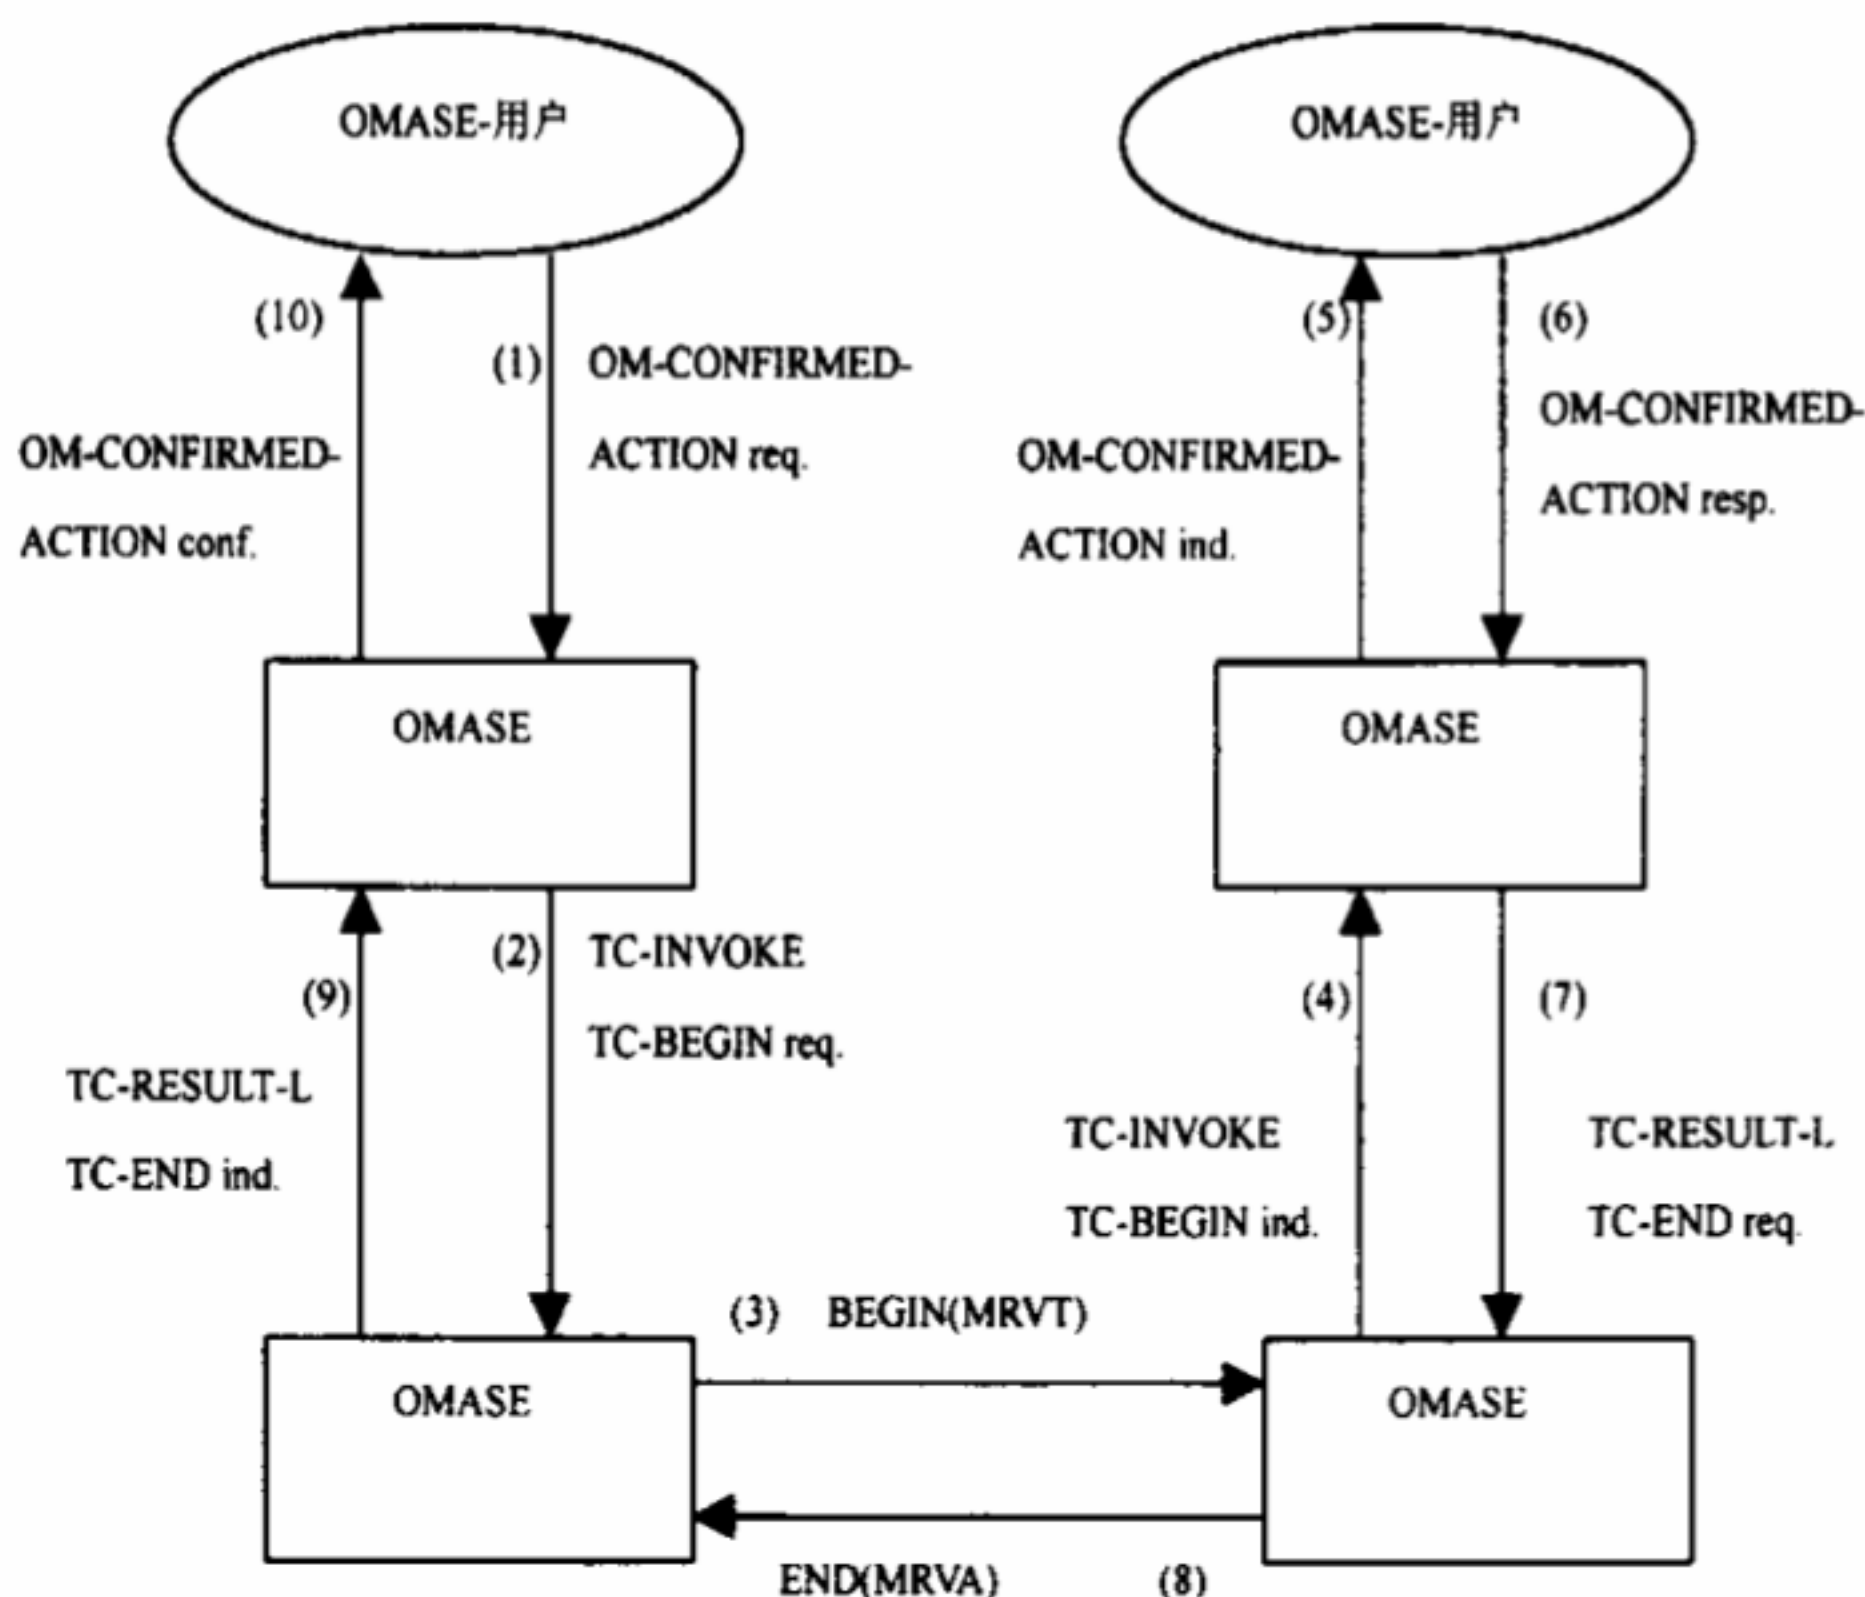 OMASE-用户
OMASE-用户
(10)
(1)
OM-CONFIRMED-
ACTION req.
OM-CONFIRMED-
ACTION conf.
(5)
(6)
OM-CONFIRMED-
ACTION resp.
OM-CONFIRMED-
ACTION ind.
OMASE
OMASE
(2)
TC-INVOKE
TC-BEGIN req.
(9)
TC-RESULT-L
TC-END ind.
(4)
(7)
TC-INVOKE
TC-BEGIN ind.
TC-RESULT-L
TC-END req.
(3) BEGIN(MRVT)
OMASE
OMASE
END(MRVA) (8)